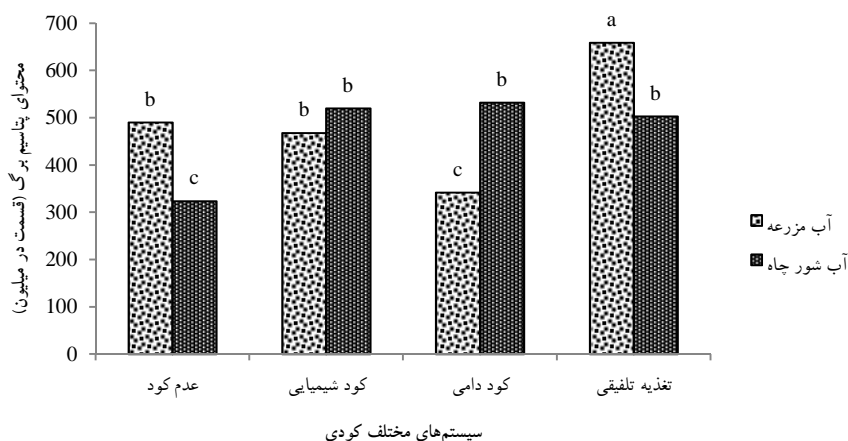 محتوای پتاسیم برگ (قسمت در میلیون)
700
600
500
400
300
200
100
0
b
c
b
b
c
b
a
b
عدم کود
کود شیمیایی
کود دامی
تغذیه تلفیقی
سیستم‌های مختلف کودی
آب مزرعه
آب شور چاه